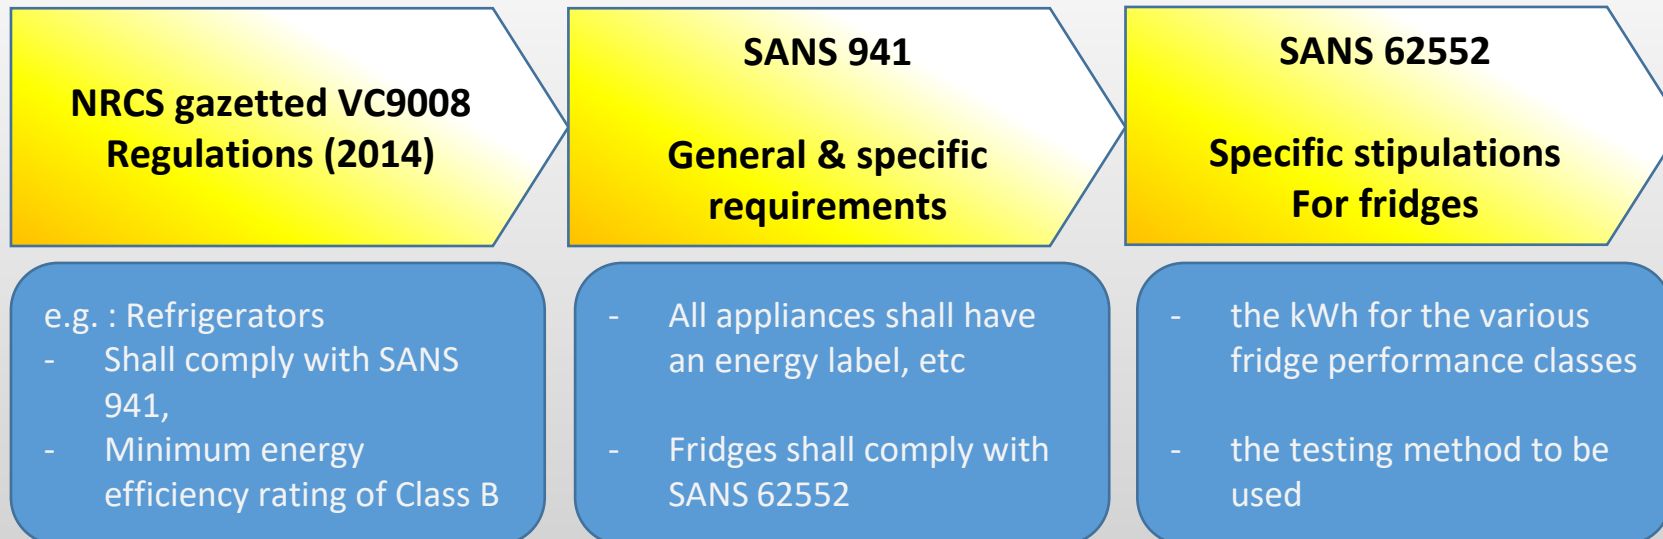 NRCS gazetted VC9008
Regulations (2014)
SANS 941
General & specific
requirements
SANS 62552
Specific stipulations
For fridges
e.g. : Refrigerators
- Shall comply with SANS
941,
- Minimum energy
efficiency rating of Class B
- All appliances shall have
an energy label, etc
- Fridges shall comply with
SANS 62552
- the kWh for the various
fridge performance classes
- the testing method to be
used